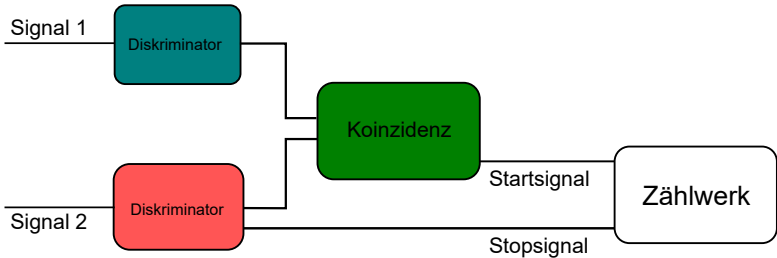 Signal 1
Diskriminator
Koinzidenz
Startsignal
Zählwerk
Diskriminator
Signal 2
Stopsignal